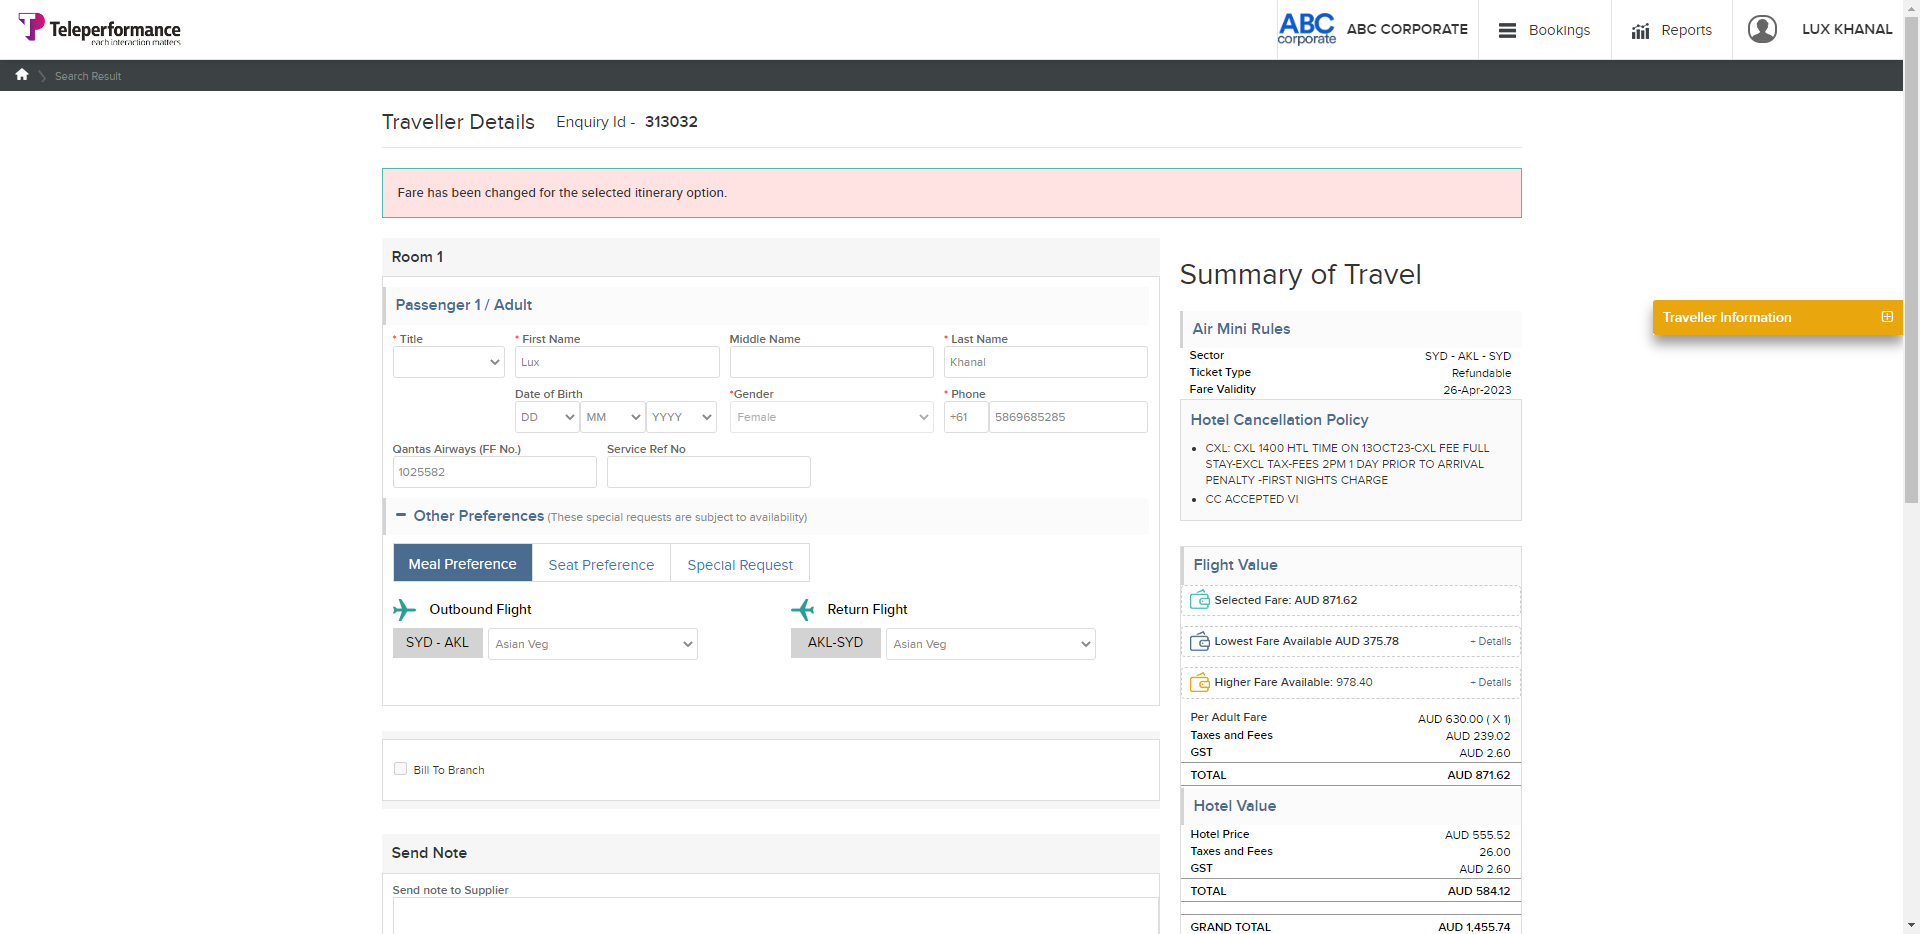 Teleperformance
each interaction matters
ABC
corporate
ABC CORPORATE
Bookings
Reports
LUX KHANAL
Search Result
Traveller Details
Enquiry Id - 313032
Fare has been changed for the selected itinerary option.
Room 1
Passenger 1 / Adult
* Title
* First Name
Middle Name
* Last Name
Lux
Khanal
Date of Birth
*Gender
* Phone
DD
MM
YYYY
Female
+61
5869685285
Qantas Airways (FF No.)
Service Ref No
1025582
Other Preferences (These special requests are subject to availability)
Meal Preference
Seat Preference
Special Request
Outbound Flight
Return Flight
SYD - AKL
Asian Veg
AKL-SYD
Asian Veg
Bill To Branch
Send Note
Send note to Supplier
Summary of Travel
Air Mini Rules
Sector SYD - AKL - SYD
Ticket Type Refundable
Fare Validity 26-Apr-2023
Hotel Cancellation Policy
• CXL: CXL 1400 HTL TIME ON 13OCT23-CXL FEE FULL
STAY-EXCL TAX-FEES 2PM 1 DAY PRIOR TO ARRIVAL
PENALTY -FIRST NIGHTS CHARGE
• CC ACCEPTED VI
Flight Value
Selected Fare: AUD 871.62
Lowest Fare Available AUD 375.78 + Details
Higher Fare Available: 978.40 + Details
Per Adult Fare AUD 630.00 ( X 1)
Taxes and Fees AUD 239.02
GST AUD 2.60
TOTAL AUD 871.62
Hotel Value
Hotel Price AUD 555.52
Taxes and Fees 26.00
GST AUD 2.60
TOTAL AUD 584.12
GRAND TOTAL AUD 1,455.74
Traveller Information